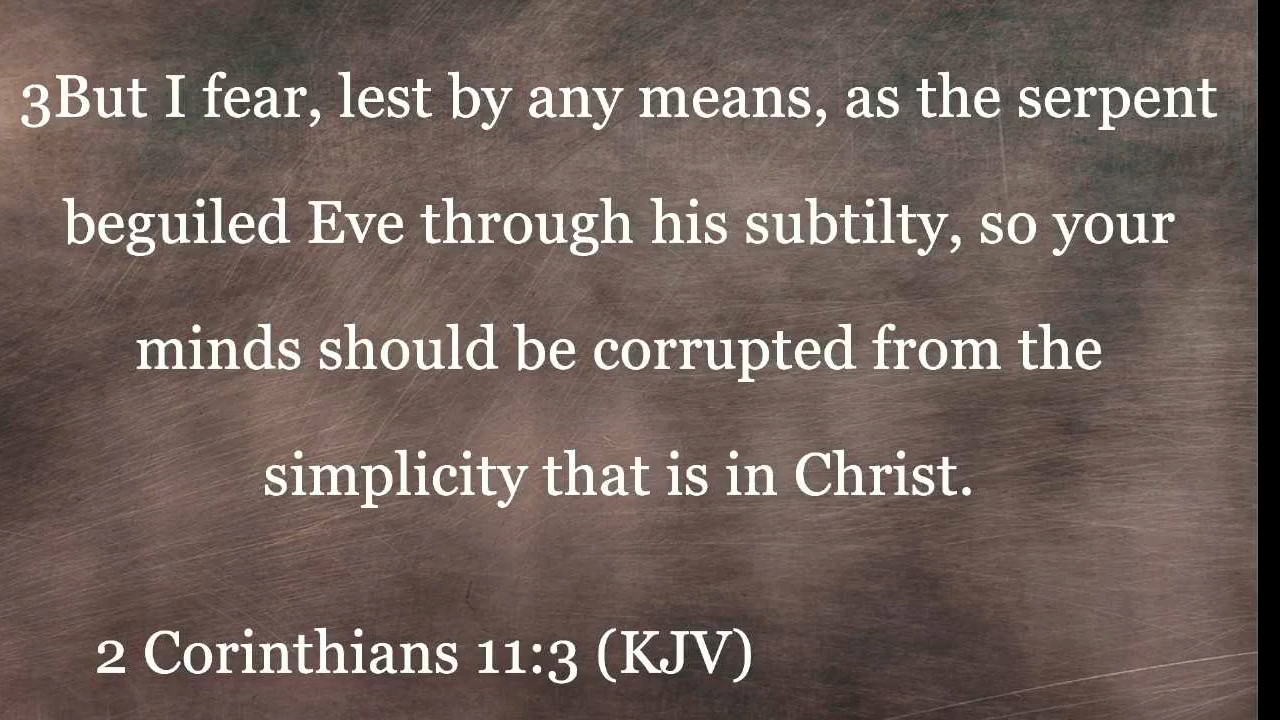 3But I fear, lest by any means, as the serpent
beguiled Eve through his subtilty, so your
minds should be corrupted from the
simplicity that is in Christ.
2 Corinthians 11:3 (KJV)